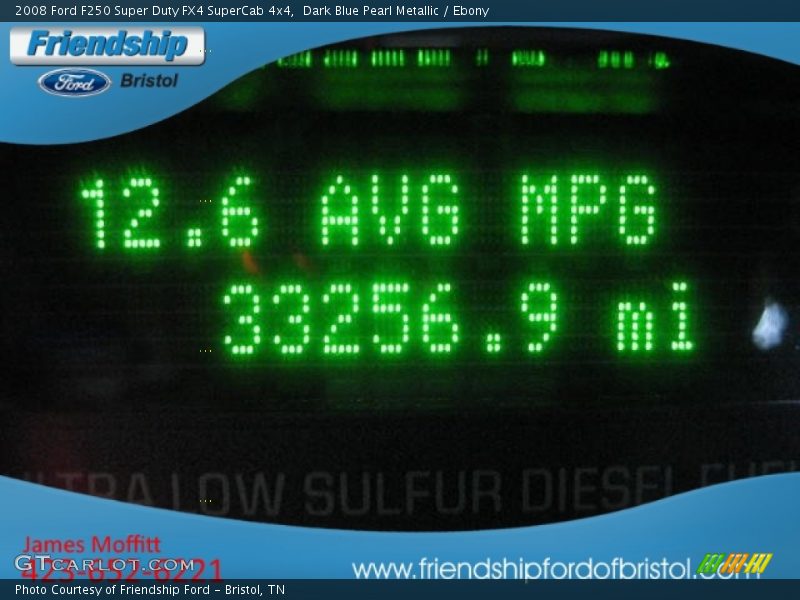 2008 Ford F250 Super Duty FX4 SuperCab 4x4,  Dark Blue Pearl Metallic / Ebony
Friendship
Ford Bristol
12.6 AVG MPG
33256.9 mi
ULTRA LOW SULFUR DIESEL FUEL
James Moffitt
423-652-6221
GTCARLOT.COM
www.friendshipfordofbristol.com
Photo Courtesy of Friendship Ford – Bristol, TN